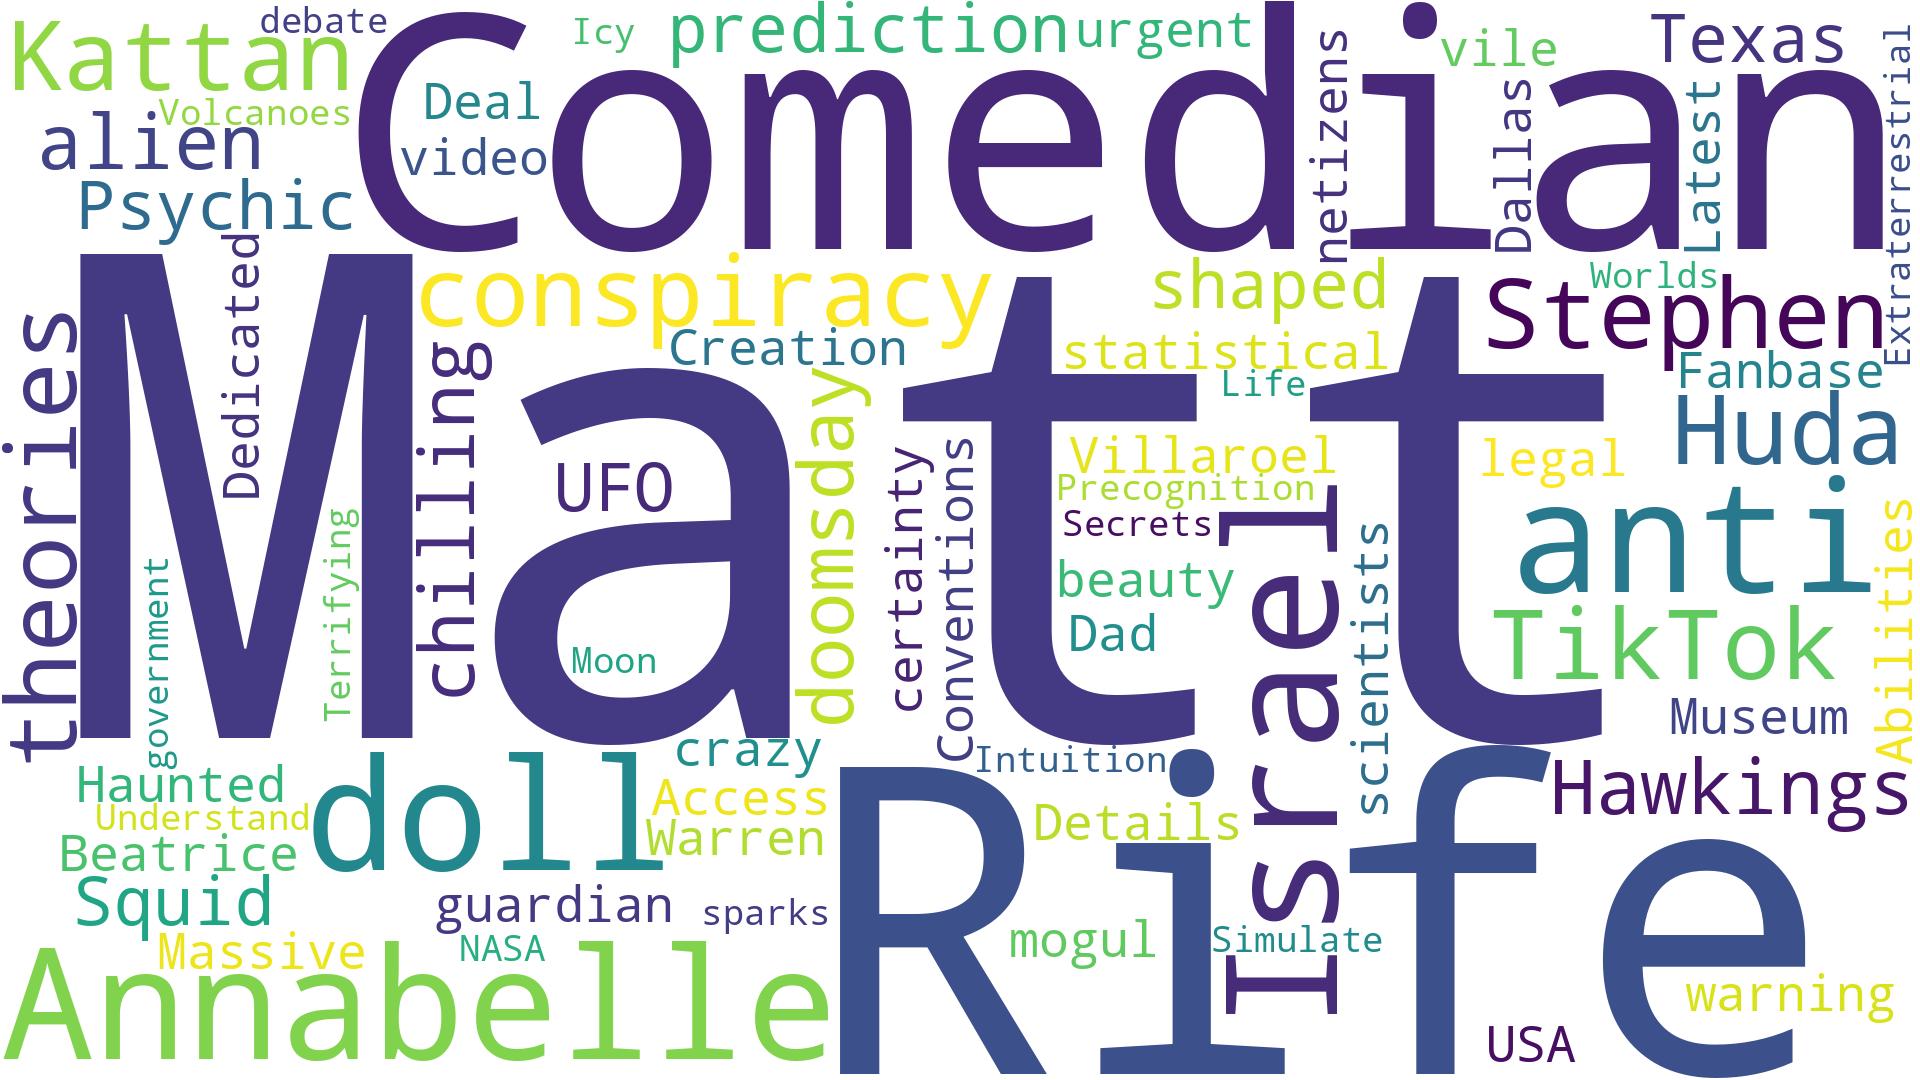 debate
Icy
prediction
urgent
Kattan
Comedian
vile
Texas
Extraterrestrial
netizens
Volcanoes
Deal
Dallas
Latest
alien
video
Psychic
Dedicated
conspiracy
shaped
Worlds
Stephen
theories
Matt
chilling
Creation
statistical
Life
Fanbase
doomsday
Huda
UFO
certainty
Conventions
Villaroel
legal
Precognition
Secrets
Israel
anti
Abilities
Terrifying
government
scientists
beauty
Dad
TikTok
Moon
Museum
crazy
Intuition
Rife
Haunted
doll
Hawkings
Understand
Access
Warren
Details
Beatrice
Squid
guardian
sparks
Massive
NASA
mogul
Simulate
Annabelle
warning
USA